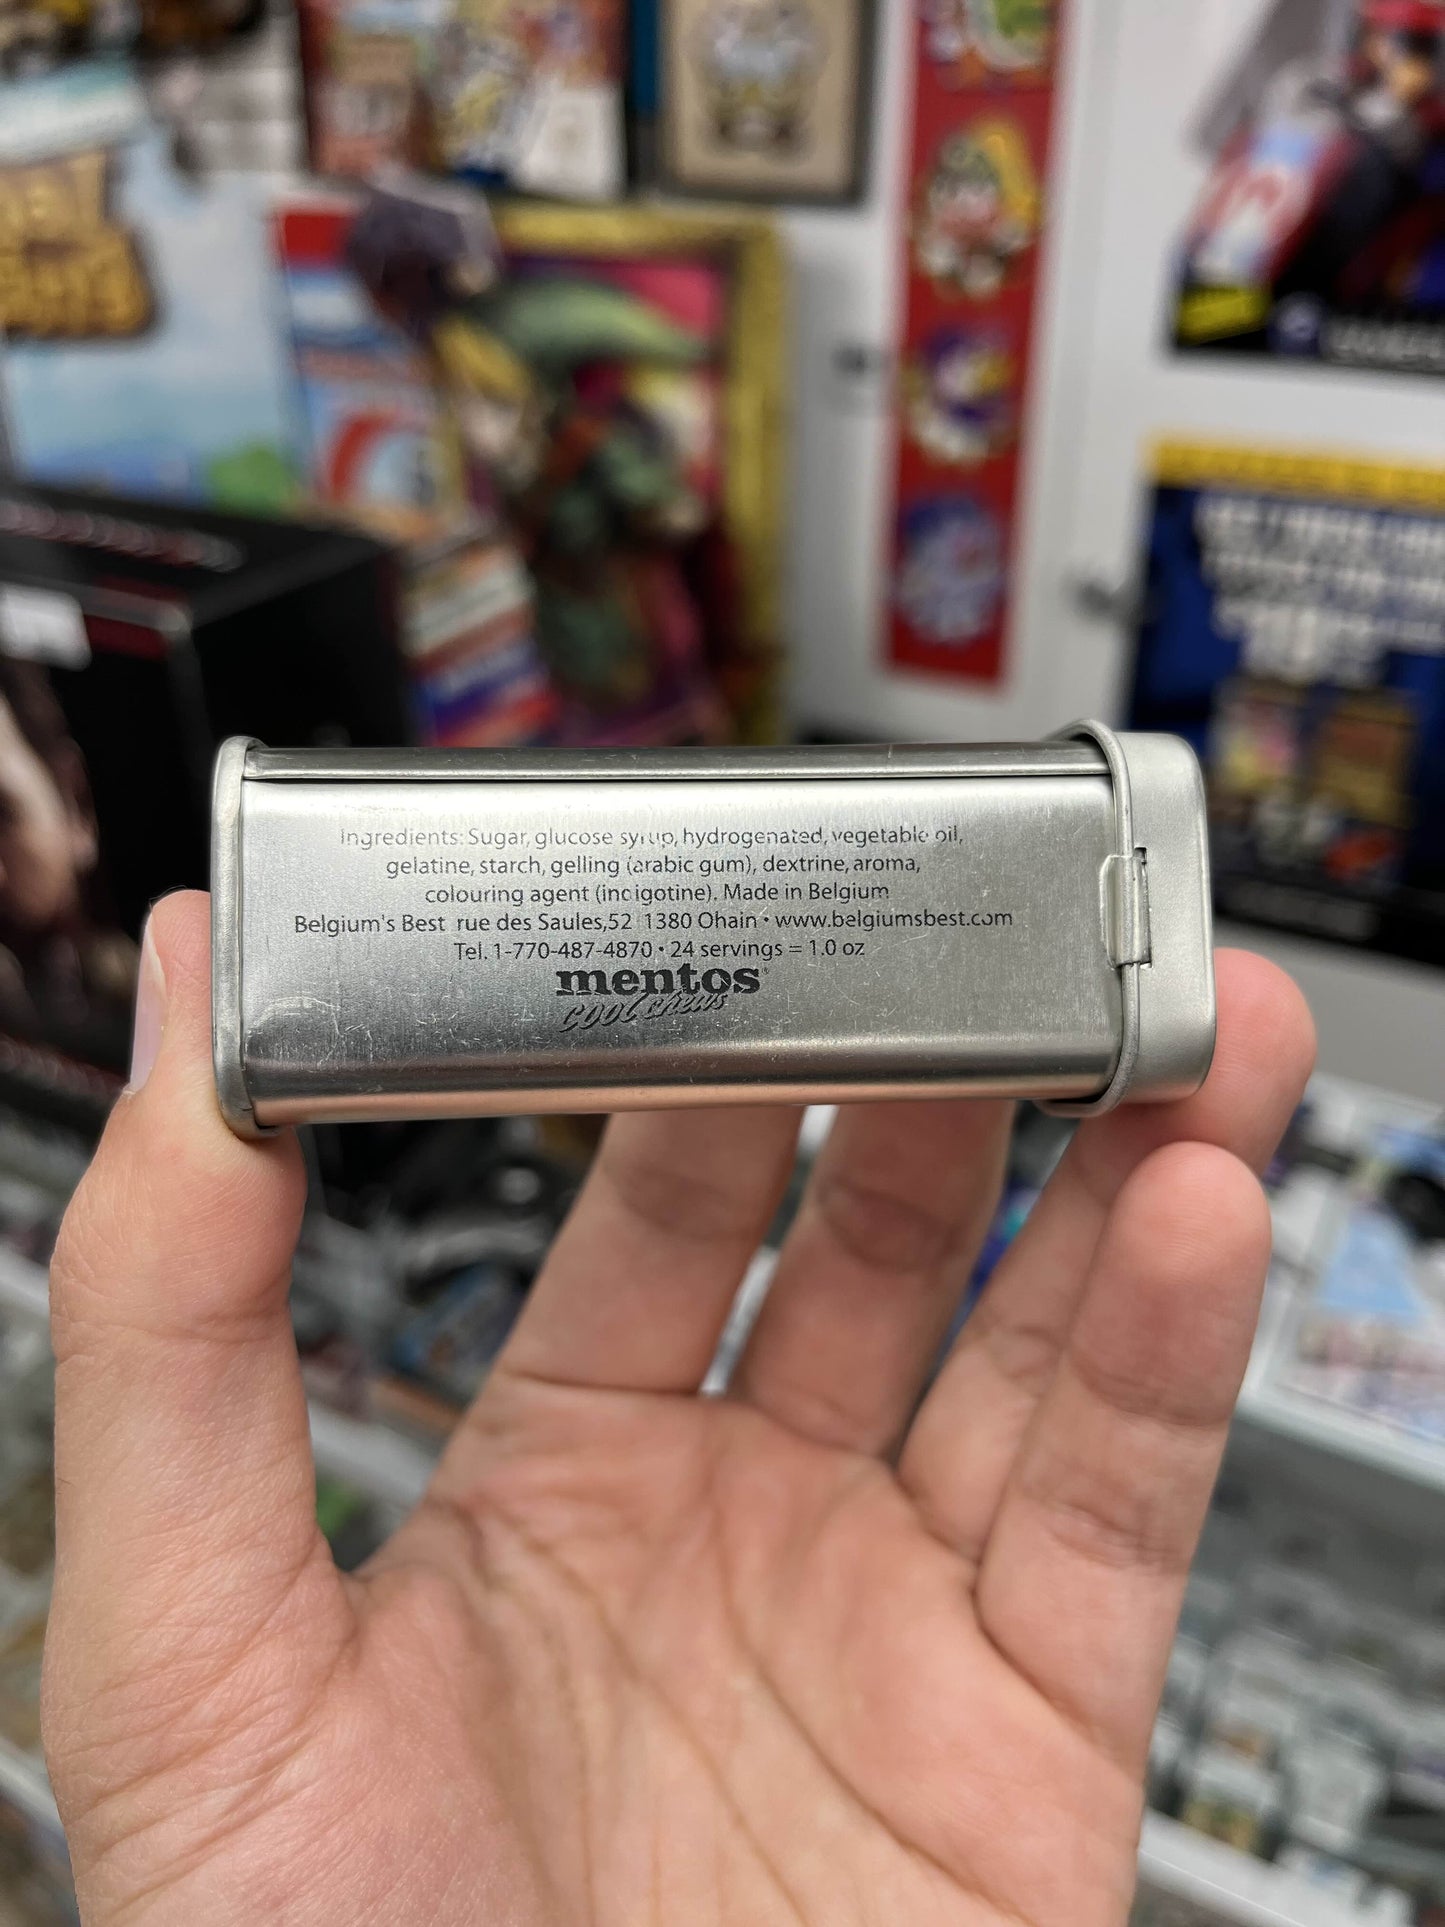 Ingredients: Sugar, glucose syrup, hydrogenated, vegetable oil,
gelatine, starch, gelling (arabic gum), dextrine, aroma,
colouring agent (indigotine). Made in Belgium
Belgium's Best rue des Saules,52 1380 Ohain • www.belgiumsbest.com
Tel. 1-770-487-4870 • 24 servings = 1.0 oz
mentos
cool chews